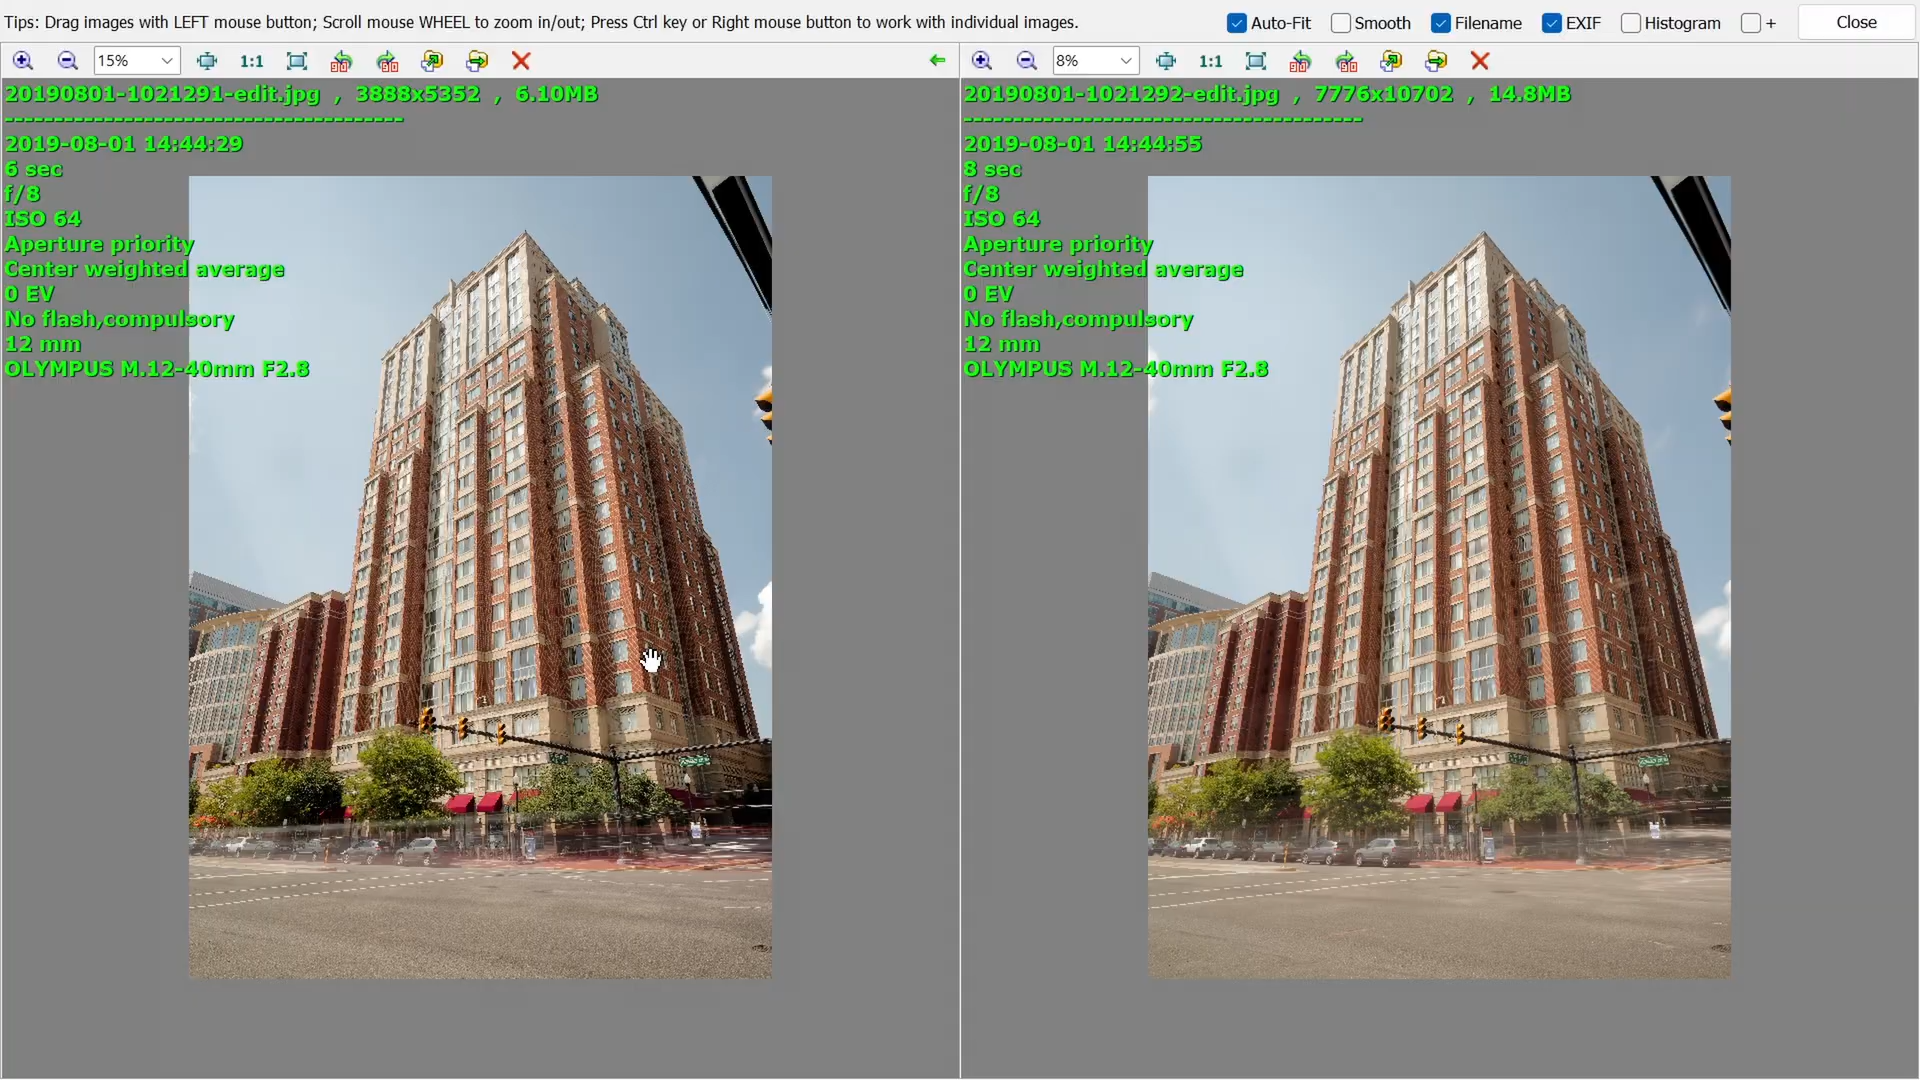 Tips: Drag images with LEFT mouse button; Scroll mouse WHEEL to zoom in/out; Press Ctrl key or Right mouse button to work with individual images.
Auto-Fit Smooth Filename EXIF Histogram + Close
15% 1:1
8% 1:1
20190801-1021291-edit.jpg , 3888x5352 , 6.10MB
----------------------------------------
2019-08-01 14:44:29
6 sec
f/8
ISO 64
Aperture priority
Center weighted average
0 EV
No flash,compulsory
12 mm
OLYMPUS M.12-40mm F2.8
20190801-1021292-edit.jpg , 7776x10702 , 14.8MB
----------------------------------------
2019-08-01 14:44:55
8 sec
f/8
ISO 64
Aperture priority
Center weighted average
0 EV
No flash,compulsory
12 mm
OLYMPUS M.12-40mm F2.8